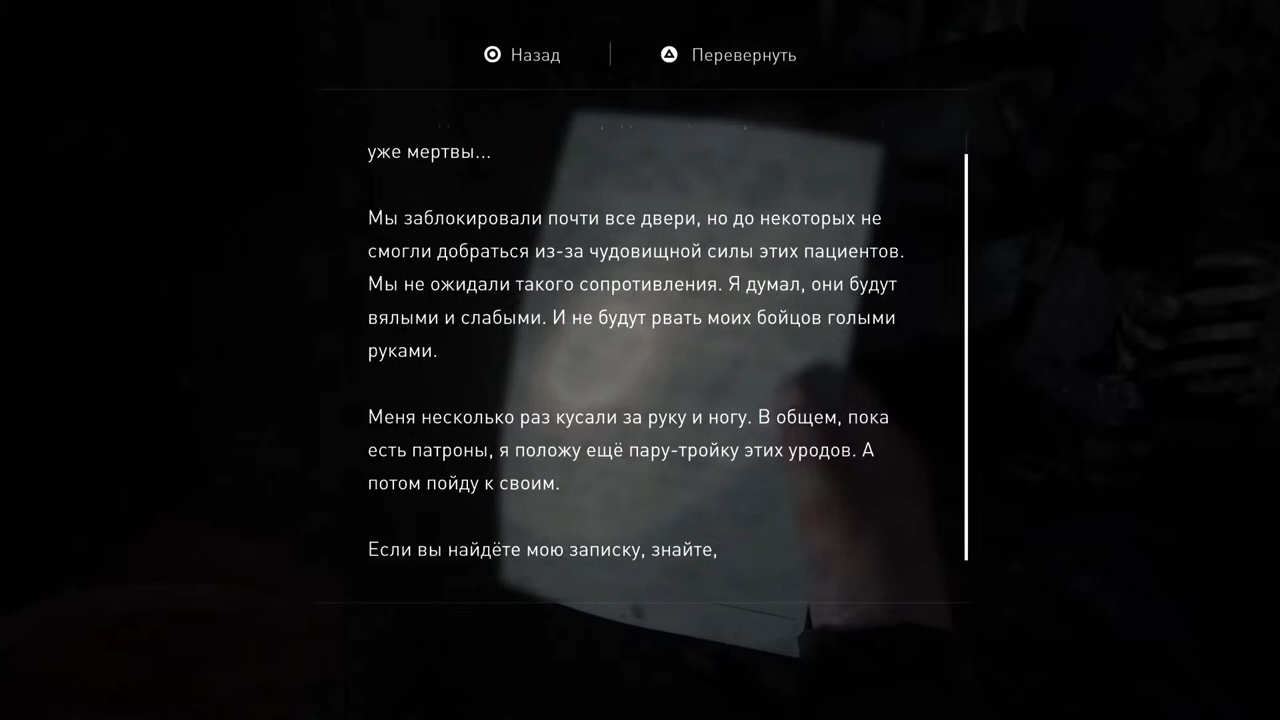 Назад
Перевернуть
уже мертвы...
Мы заблокировали почти все двери, но до некоторых не
смогли добраться из-за чудовищной силы этих пациентов.
Мы не ожидали такого сопротивления. Я думал, они будут
вялыми и слабыми. И не будут рвать моих бойцов голыми
руками.
Меня несколько раз кусали за руку и ногу. В общем, пока
есть патроны, я положу ещё пару-тройку этих уродов. А
потом пойду к своим.
Если вы найдёте мою записку, знайте,